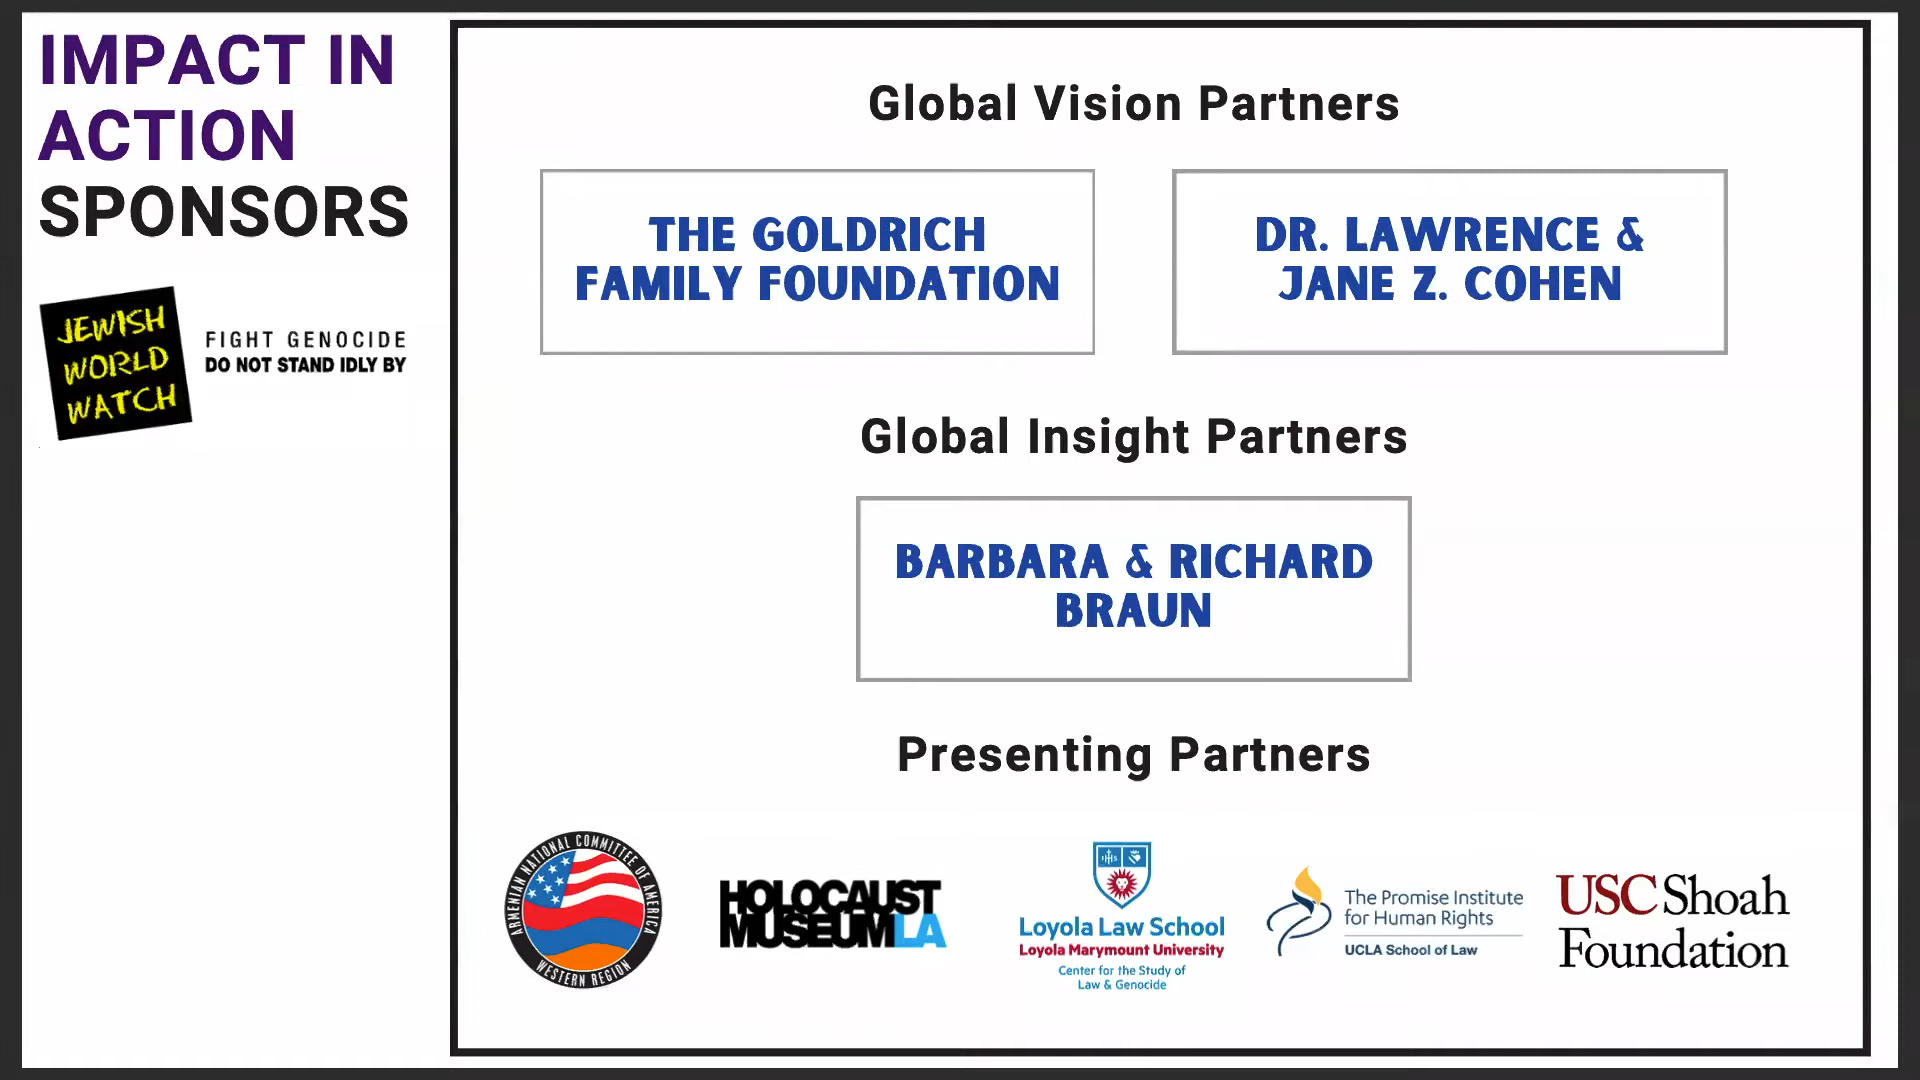 IMPACT IN
ACTION
SPONSORS
JEWISH
WORLD
WATCH
FIGHT GENOCIDE
DO NOT STAND IDLY BY
Global Vision Partners
THE GOLDRICH
FAMILY FOUNDATION
DR. LAWRENCE &
JANE Z. COHEN
Global Insight Partners
BARBARA & RICHARD
BRAUN
Presenting Partners
ARMENIAN NATIONAL COMMITTEE OF AMERICA
WESTERN REGION
HOLOCAUST
MUSEUMLA
IHS
Loyola Law School
Loyola Marymount University
Center for the Study of
Law & Genocide
The Promise Institute
for Human Rights
UCLA School of Law
USC Shoah
Foundation